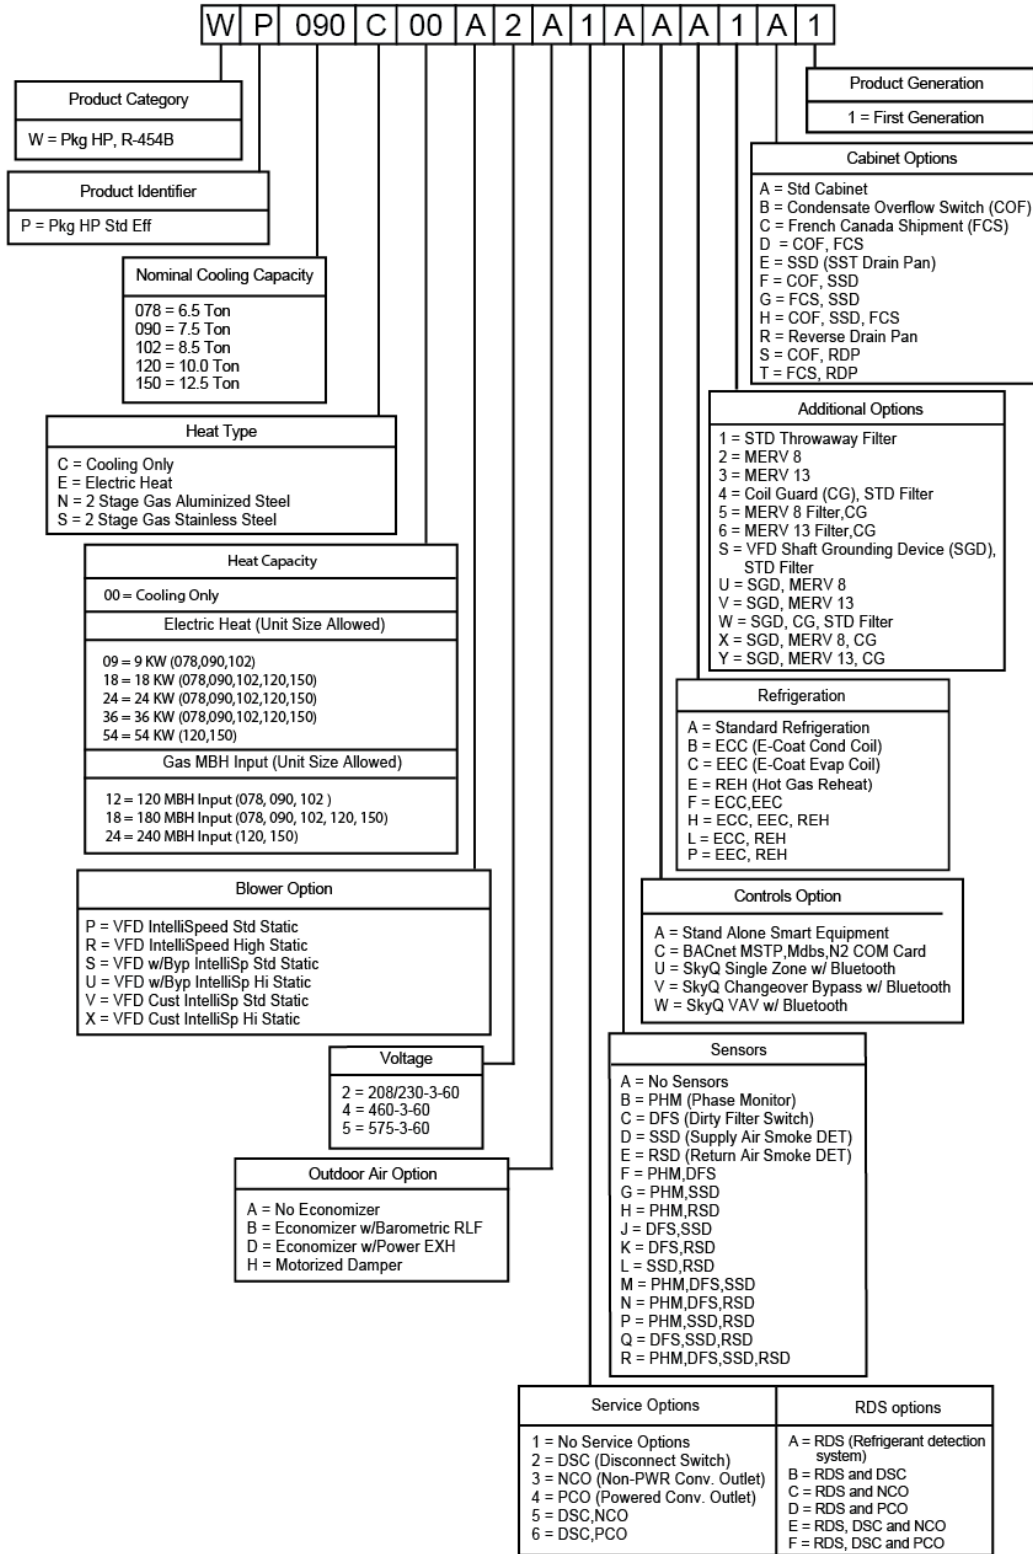 W P 090 C 00 A 2 A 1 A A A 1 A 1
Product Category
W = Pkg HP, R-454B
Product Identifier
P = Pkg HP Std Eff
Nominal Cooling Capacity
078 = 6.5 Ton
090 = 7.5 Ton
102 = 8.5 Ton
120 = 10.0 Ton
150 = 12.5 Ton
Heat Type
C = Cooling Only
E = Electric Heat
N = 2 Stage Gas Aluminized Steel
S = 2 Stage Gas Stainless Steel
Heat Capacity
00 = Cooling Only
Electric Heat (Unit Size Allowed)
09 = 9 KW (078,090,102)
18 = 18 KW (078,090,102,120,150)
24 = 24 KW (078,090,102,120,150)
36 = 36 KW (078,090,102,120,150)
54 = 54 KW (120,150)
Gas MBH Input (Unit Size Allowed)
12 = 120 MBH Input (078, 090, 102 )
18 = 180 MBH Input (078, 090, 102, 120, 150)
24 = 240 MBH Input (120, 150)
Blower Option
P = VFD IntelliSpeed Std Static
R = VFD IntelliSpeed High Static
S = VFD w/Byp IntelliSp Std Static
U = VFD w/Byp IntelliSp Hi Static
V = VFD Cust IntelliSp Std Static
X = VFD Cust IntelliSp Hi Static
Voltage
2 = 208/230-3-60
4 = 460-3-60
5 = 575-3-60
Outdoor Air Option
A = No Economizer
B = Economizer w/Barometric RLF
D = Economizer w/Power EXH
H = Motorized Damper
Service Options
1 = No Service Options
2 = DSC (Disconnect Switch)
3 = NCO (Non-PWR Conv. Outlet)
4 = PCO (Powered Conv. Outlet)
5 = DSC,NCO
6 = DSC,PCO
RDS options
A = RDS (Refrigerant detection
system)
B = RDS and DSC
C = RDS and NCO
D = RDS and PCO
E = RDS, DSC and NCO
F = RDS, DSC and PCO
Sensors
A = No Sensors
B = PHM (Phase Monitor)
C = DFS (Dirty Filter Switch)
D = SSD (Supply Air Smoke DET)
E = RSD (Return Air Smoke DET)
F = PHM,DFS
G = PHM,SSD
H = PHM,RSD
J = DFS,SSD
K = DFS,RSD
L = SSD,RSD
M = PHM,DFS,SSD
N = PHM,DFS,RSD
P = PHM,SSD,RSD
Q = DFS,SSD,RSD
R = PHM,DFS,SSD,RSD
Controls Option
A = Stand Alone Smart Equipment
C = BACnet MSTP,Mdbs,N2 COM Card
U = SkyQ Single Zone w/ Bluetooth
V = SkyQ Changeover Bypass w/ Bluetooth
W = SkyQ VAV w/ Bluetooth
Refrigeration
A = Standard Refrigeration
B = ECC (E-Coat Cond Coil)
C = EEC (E-Coat Evap Coil)
E = REH (Hot Gas Reheat)
F = ECC,EEC
H = ECC, EEC, REH
L = ECC, REH
P = EEC, REH
Additional Options
1 = STD Throwaway Filter
2 = MERV 8
3 = MERV 13
4 = Coil Guard (CG), STD Filter
5 = MERV 8 Filter,CG
6 = MERV 13 Filter,CG
S = VFD Shaft Grounding Device (SGD),
STD Filter
U = SGD, MERV 8
V = SGD, MERV 13
W = SGD, CG, STD Filter
X = SGD, MERV 8, CG
Y = SGD, MERV 13, CG
Cabinet Options
A = Std Cabinet
B = Condensate Overflow Switch (COF)
C = French Canada Shipment (FCS)
D = COF, FCS
E = SSD (SST Drain Pan)
F = COF, SSD
G = FCS, SSD
H = COF, SSD, FCS
R = Reverse Drain Pan
S = COF, RDP
T = FCS, RDP
Product Generation
1 = First Generation